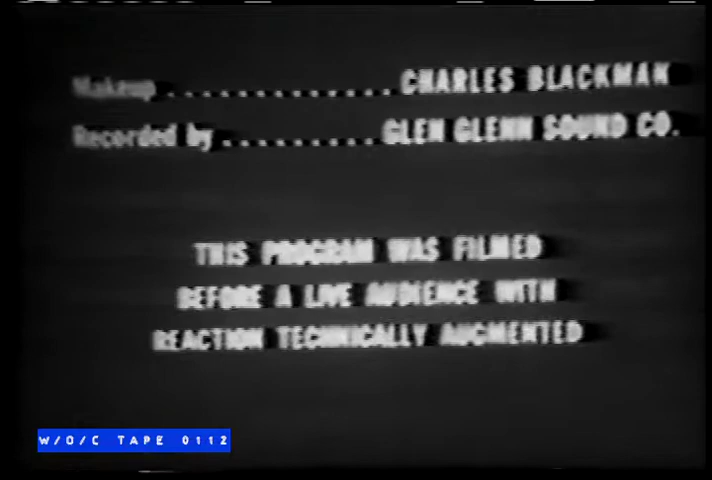 Makeup..............CHARLES BLACKMAN
Recorded by..........GLEN GLENN SOUND CO.
THIS PROGRAM WAS FILMED
BEFORE A LIVE AUDIENCE WITH
REACTION TECHNICALLY AUGMENTED
W/O/C TAPE 0112